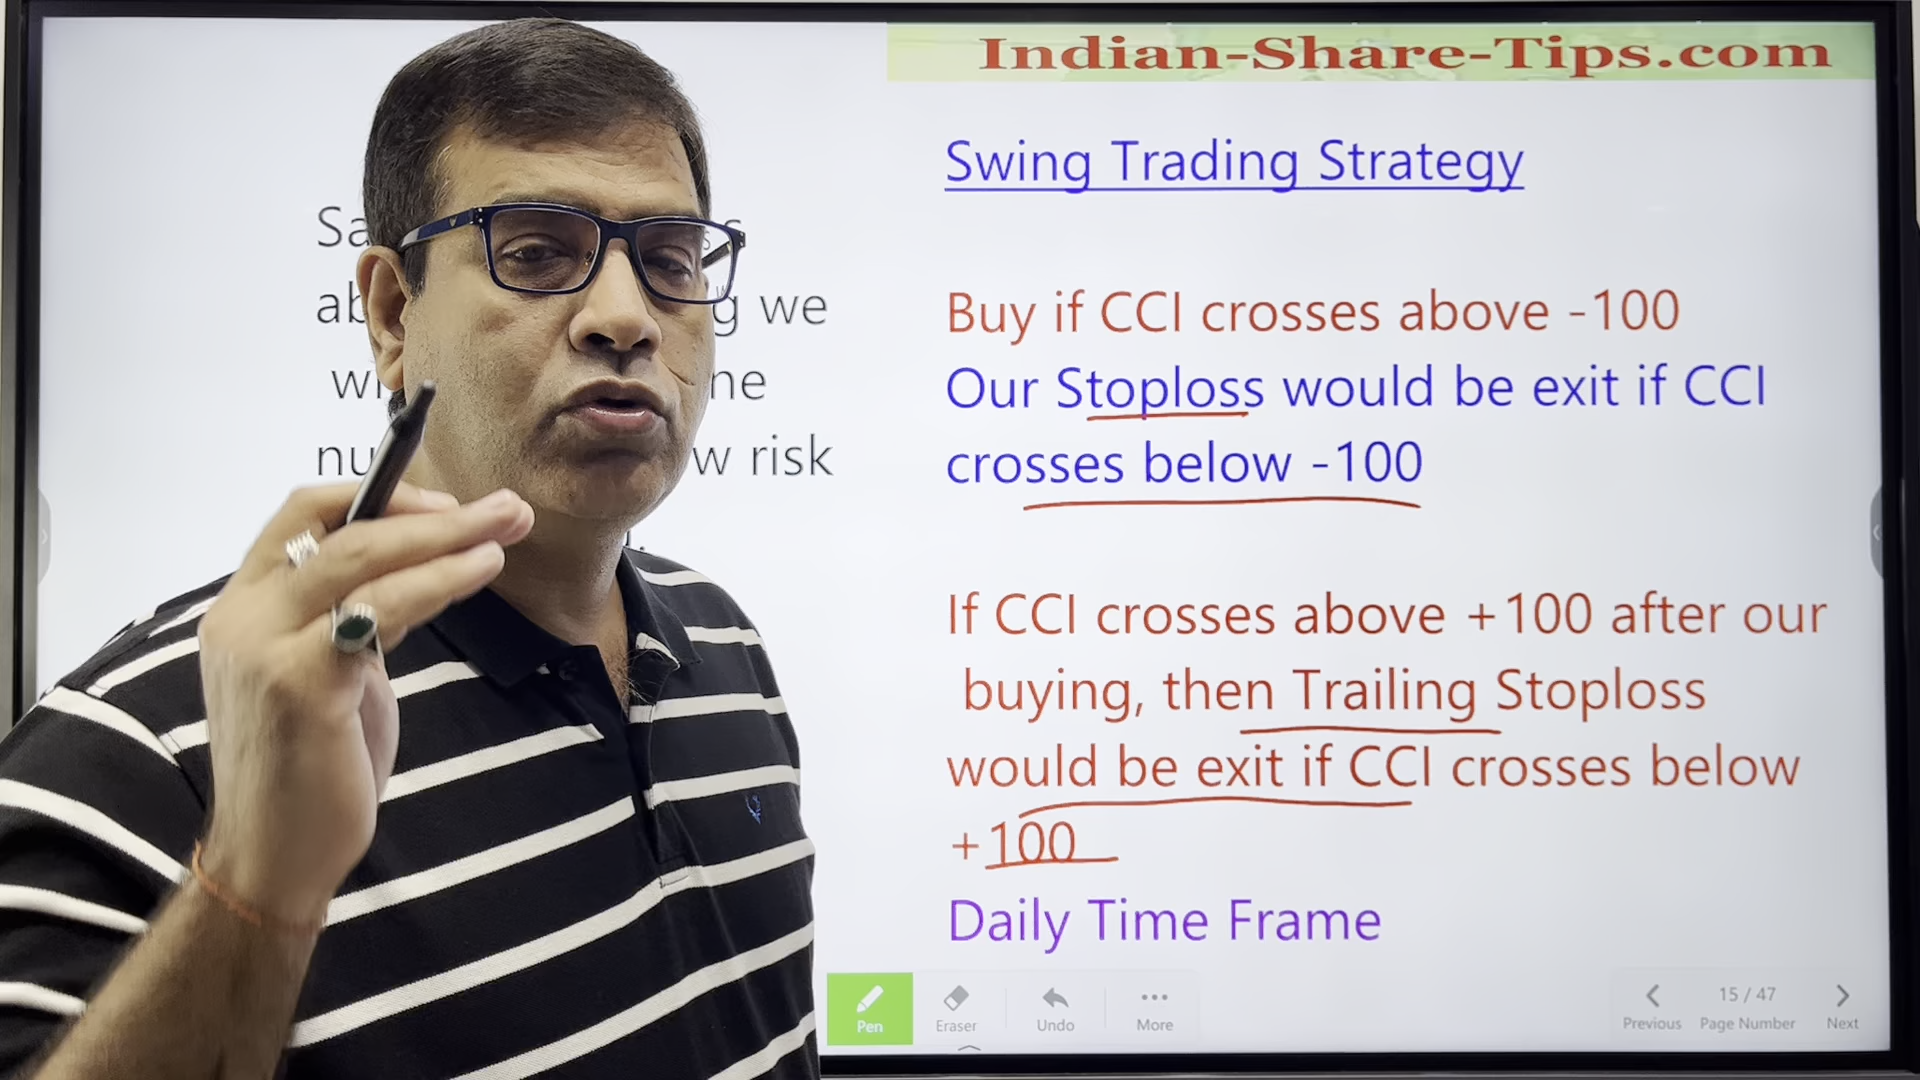 Indian-Share-Tips.com
Swing Trading Strategy
we
risk
Buy if CCI crosses above -100
Our Stoploss would be exit if CCI
crosses below -100
If CCI crosses above +100 after our
buying, then Trailing Stoploss
would be exit if CCI crosses below
+100
Daily Time Frame
Pen
Eraser
Undo
More
Previous
15 / 47
Page Number
Next